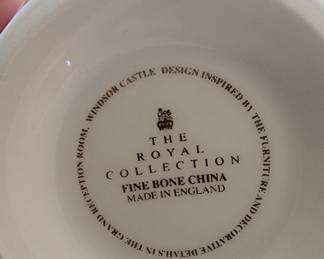 DESIGN INSPIRED BY THE FURNITURE AND DECORATIVE DETAILS IN THE GRAND RECEPTION ROOM, WINDSOR CASTLE
THE
ROYAL
COLLECTION
FINE BONE CHINA
MADE IN ENGLAND